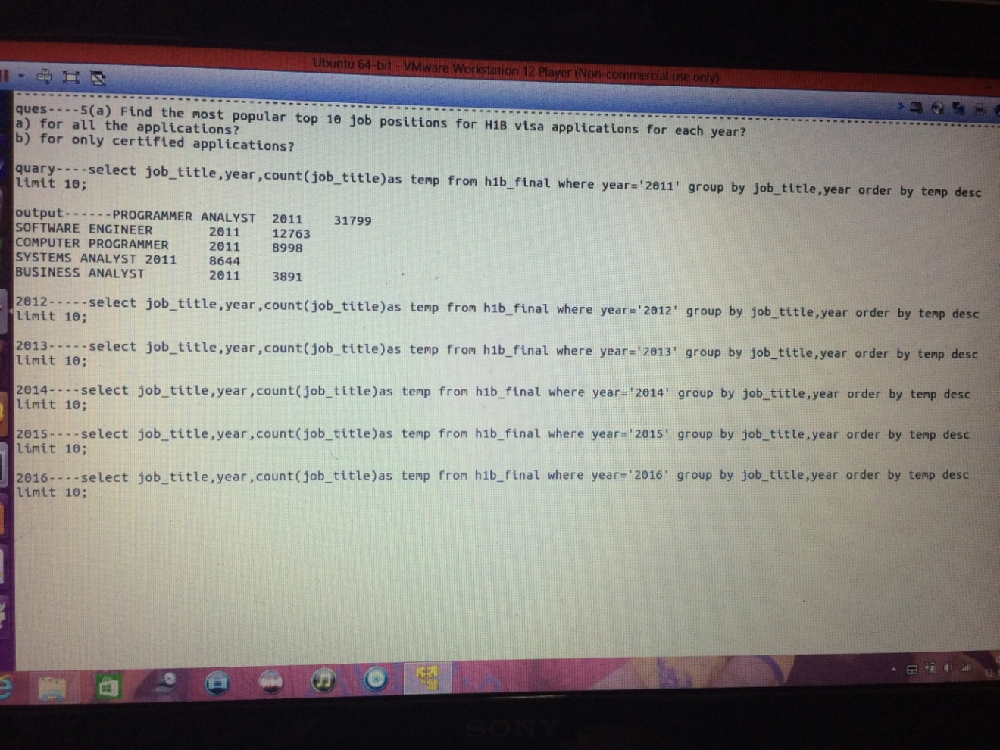 Ubuntu 64-bit - VMware Workstation 12 Player (Non-commercial use only)
ques----5(a) Find the most popular top 10 job positions for H1B visa applications for each year?
a) for all the applications?
b) for only certified applications?
quary----select job_title,year,count(job_title)as temp from h1b_final where year='2011' group by job_title,year order by temp desc
limit 10;
output------PROGRAMMER ANALYST 2011 31799
SOFTWARE ENGINEER 2011 12763
COMPUTER PROGRAMMER 2011 8998
SYSTEMS ANALYST 2011 8644
BUSINESS ANALYST 2011 3891
2012-----select job_title,year,count(job_title)as temp from h1b_final where year='2012' group by job_title,year order by temp desc
limit 10;
2013-----select job_title,year,count(job_title)as temp from h1b_final where year='2013' group by job_title,year order by temp desc
limit 10;
2014----select job_title,year,count(job_title)as temp from h1b_final where year='2014' group by job_title,year order by temp desc
limit 10;
2015----select job_title,year,count(job_title)as temp from h1b_final where year='2015' group by job_title,year order by temp desc
limit 10;
2016----select job_title,year,count(job_title)as temp from h1b_final where year='2016' group by job_title,year order by temp desc
limit 10;
SONY